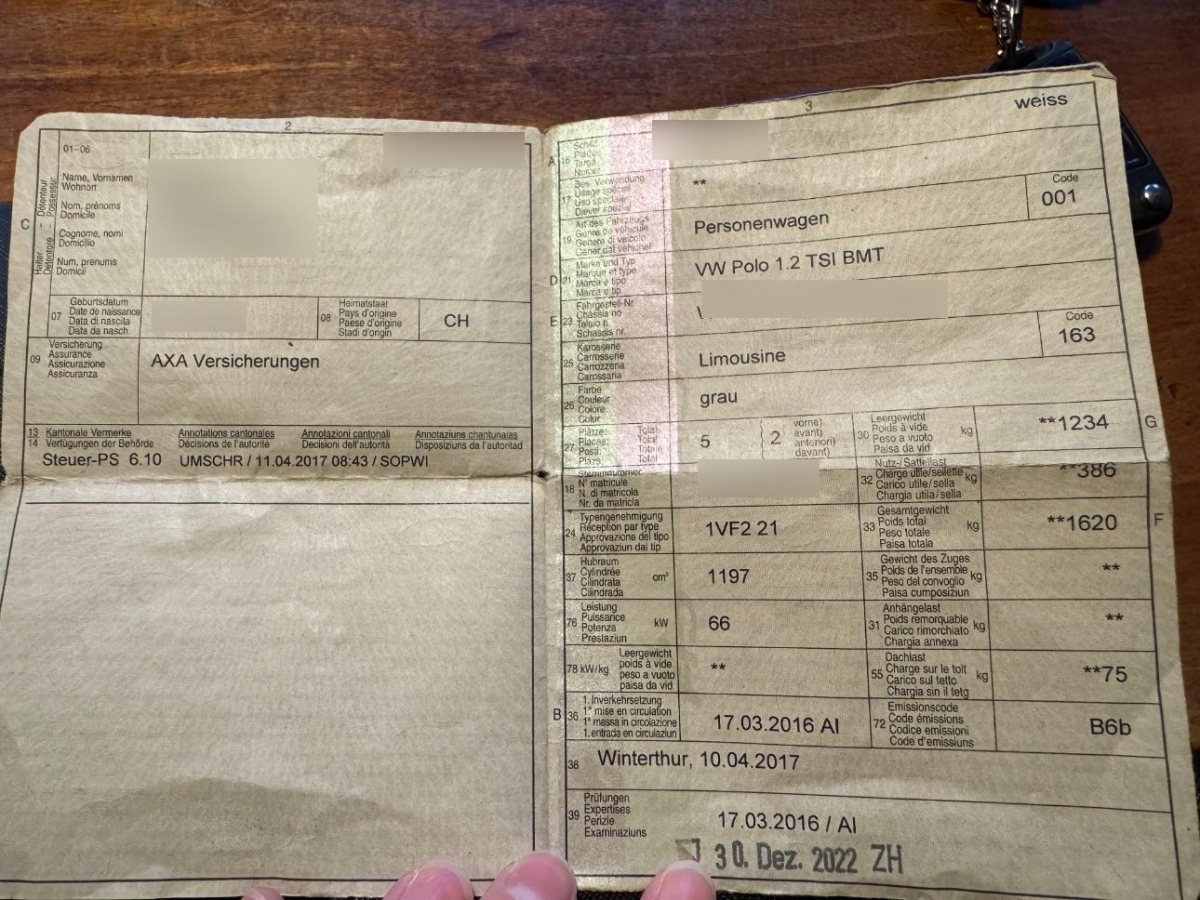 2
01-06
C
Halter - Détenteur
Detentore - Possessur
Name, Vornamen
Wohnort
Nom, prénoms
Domicile
Cognome, nomi
Domicilio
Num, prenums
Domicil
07
Geburtsdatum
Date de naissance
Data di nascita
Data da nasch.
08
Heimatstaat
Pays d'origine
Paese d'origine
Stadi d'origin
CH
09
Versicherung
Assurance
Assicurazione
Assicuranza
AXA Versicherungen
13 Kantonale Vermerke Annotations cantonales Annotazioni cantonali Annotaziuns chantunalas
14 Verfügungen der Behörde Décisions de l'autorité Decisioni dell'autorità Disposiziuns da l'autoritad
Steuer-PS 6.10 UMSCHR / 11.04.2017 08:43 / SOPWI
3
weiss
A 15
Schild
17
Bes. Verwendung
Usage spécial
Uso speciale
**
19
Art des Fahrzeugs
Genre de véhicule
Genere di veicolo
Personenwagen
Code
001
D 21
Marke und Typ
Marque et type
Marca e tipo
Marca e tip
VW Polo 1.2 TSI BMT
E 23
Fahrgestell-Nr.
Châssis no
Telaio n.
Schassis nr.
25
Karosserie
Carrosserie
Carrozzeria
Carossaria
Limousine
Code
163
26
Farbe
Couleur
Colore
Color
grau
27
Plätze: Total
Places: Total
Posti: Totale
Plazs: Total
5
2
vorne)
avant)
anteriori)
davant)
30
Leergewicht
Poids à vide
Peso a vuoto
Paisa da vid
kg
**1234
G
18
Stammnummer
N° matricule
N. di matricola
Nr. da matricla
32
Nutz-/Sattellast
Charge utile/sellette
Carico utile/sella
Chargia utila/sella
kg
**386
24
Typengenehmigung
Réception par type
Approvazione del tipo
Approvaziun dal tip
1VF2 21
33
Gesamtgewicht
Poids total
Peso totale
Paisa totala
kg
**1620
F
37
Hubraum
Cylindrée
Cilindrata
Cilindrada
cm³
1197
35
Gewicht des Zuges
Poids de l'ensemble
Peso del convoglio
Paisa cumposiziun
kg
**
76
Leistung
Puissance
Potenza
Prestaziun
kW
66
31
Anhängelast
Poids remorquable
Carico rimorchiato
Chargia annexa
kg
**
78 kW/kg
Leergewicht
poids à vide
peso a vuoto
paisa da vid
**
55
Dachlast
Charge sur le toit
Carico sul tetto
Chargia sin il tetg
kg
**75
B 36
1. Inverkehrsetzung
1re mise en circulation
1a messa in circolazione
1. entrada en circulaziun
17.03.2016 AI
72
Emissionscode
Code émissions
Codice emissioni
Code d'emissiuns
B6b
38
Winterthur, 10.04.2017
39
Prüfungen
Expertises
Perizie
Examinaziuns
17.03.2016 / AI
30. Dez. 2022 ZH